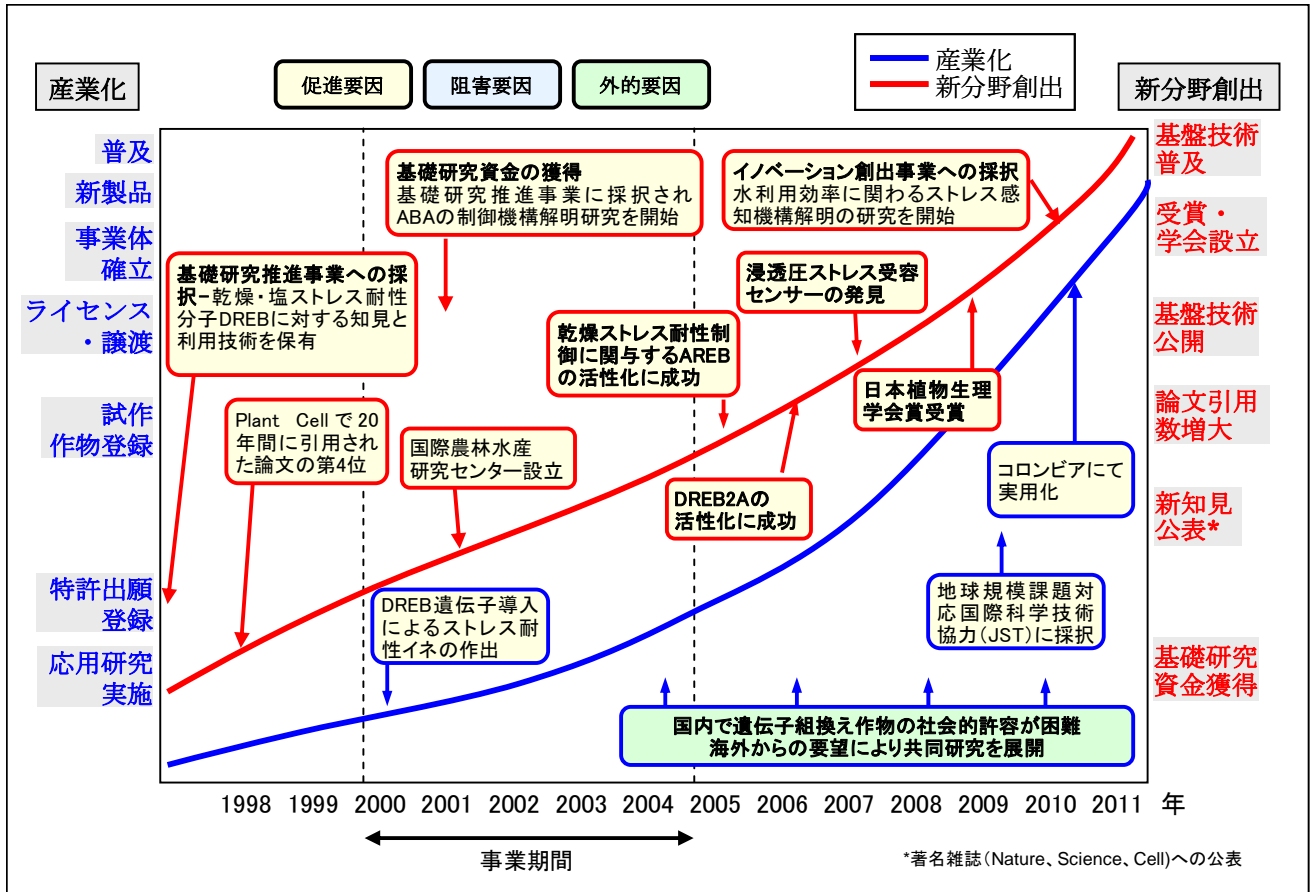 産業化
促進要因
阻害要因
外的要因
産業化
新分野創出
新分野創出
普及
新製品
事業体
確立
ライセンス
・譲渡
試作
作物登録
特許出願
登録
応用研究
実施
基礎研究推進事業への採
択－乾燥・塩ストレス耐性
分子DREBに対する知見と
利用技術を保有
Plant Cell で20
年間に引用され
た論文の第4位
基礎研究資金の獲得
基礎研究推進事業に採択され
ABAの制御機構解明研究を開始
国際農林水産
研究センター設立
DREB遺伝子導入
によるストレス耐
性イネの作出
乾燥ストレス耐性制
御に関与するAREB
の活性化に成功
DREB2Aの
活性化に成功
浸透圧ストレス受容
センサーの発見
イノベーション創出事業への採択
水利用効率に関わるストレス感
知機構解明の研究を開始
日本植物生理
学会賞受賞
コロンビアにて
実用化
地球規模課題対
応国際科学技術
協力（JST）に採択
国内で遺伝子組換え作物の社会的許容が困難
海外からの要望により共同研究を展開
基盤技術
普及
受賞・
学会設立
基盤技術
公開
論文引用
数増大
新知見
公表*
基礎研究
資金獲得
1998 1999 2000 2001 2002 2003 2004 2005 2006 2007 2008 2009 2010 2011 年
事業期間
*著名雑誌（Nature、Science、Cell)への公表